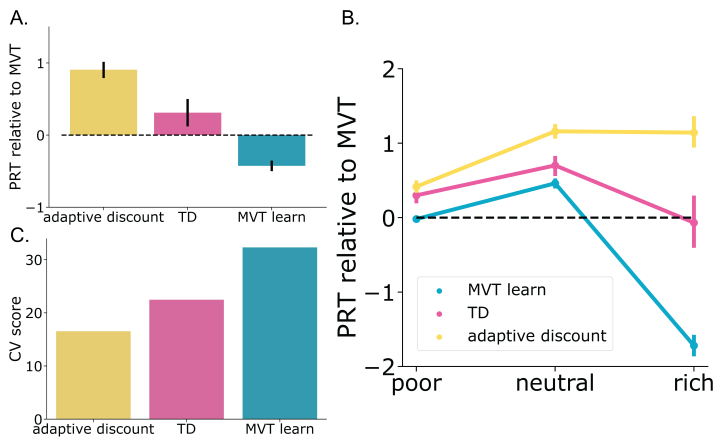 A.
PRT relative to MVT
1
0
−1
adaptive discount
TD
MVT learn
B.
PRT relative to MVT
2
1
0
−1
−2
MVT learn
TD
adaptive discount
poor
neutral
rich
C.
CV score
30
20
10
0
adaptive discount
TD
MVT learn